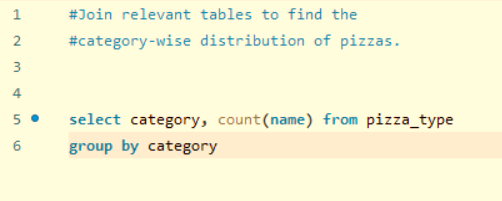 1 #Join relevant tables to find the
2 #category-wise distribution of pizzas.
3
4
5 select category, count(name) from pizza_type
6 group by category